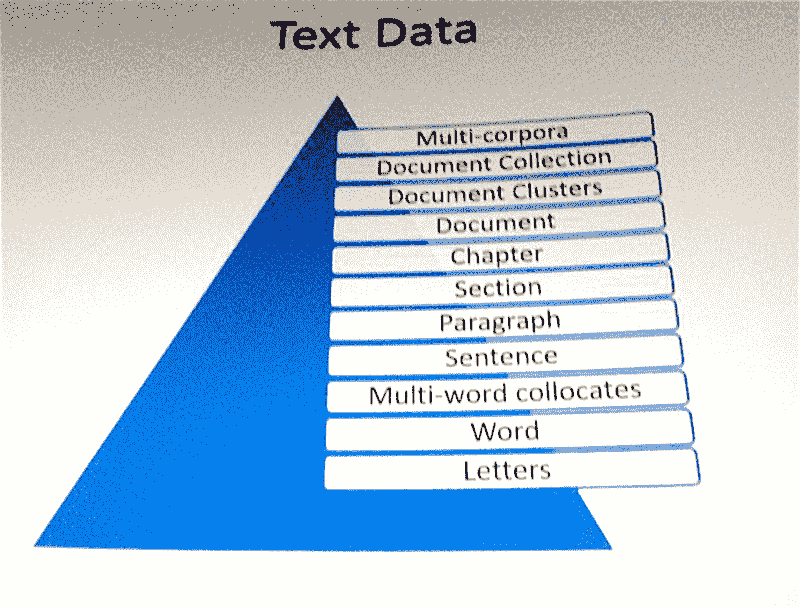 Text Data
Multi-corpora
Document Collection
Document Clusters
Document
Chapter
Section
Paragraph
Sentence
Multi-word collocates
Word
Letters